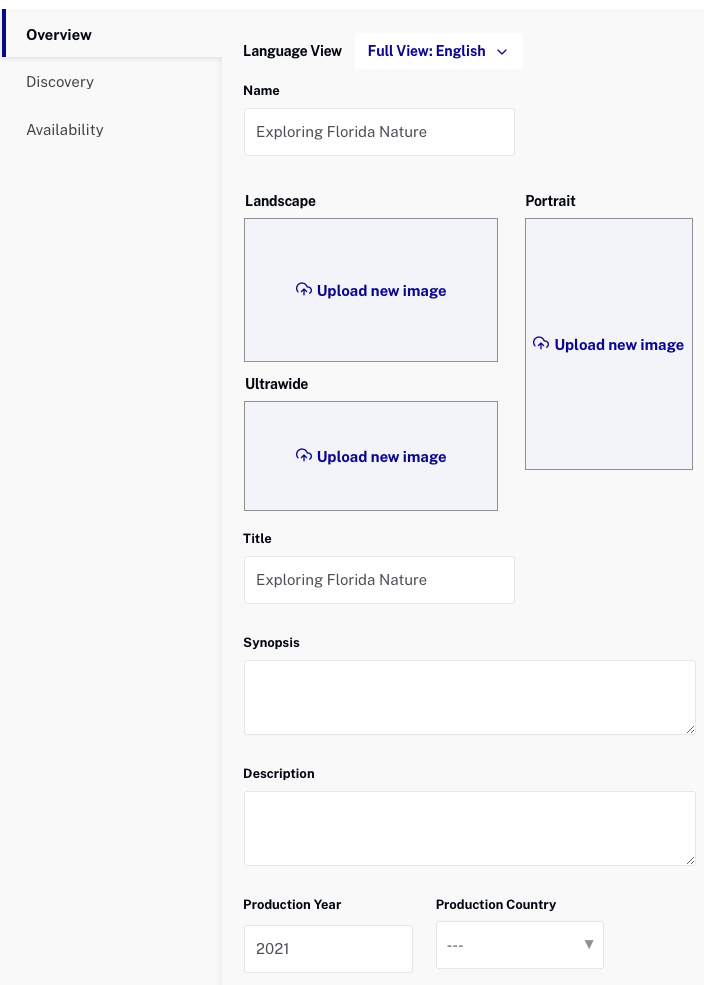 Overview
Discovery
Availability
Language View Full View: English
Name
Exploring Florida Nature
Landscape Portrait
Upload new image
Upload new image
Ultrawide
Upload new image
Title
Exploring Florida Nature
Synopsis
Description
Production Year Production Country
2021 ---